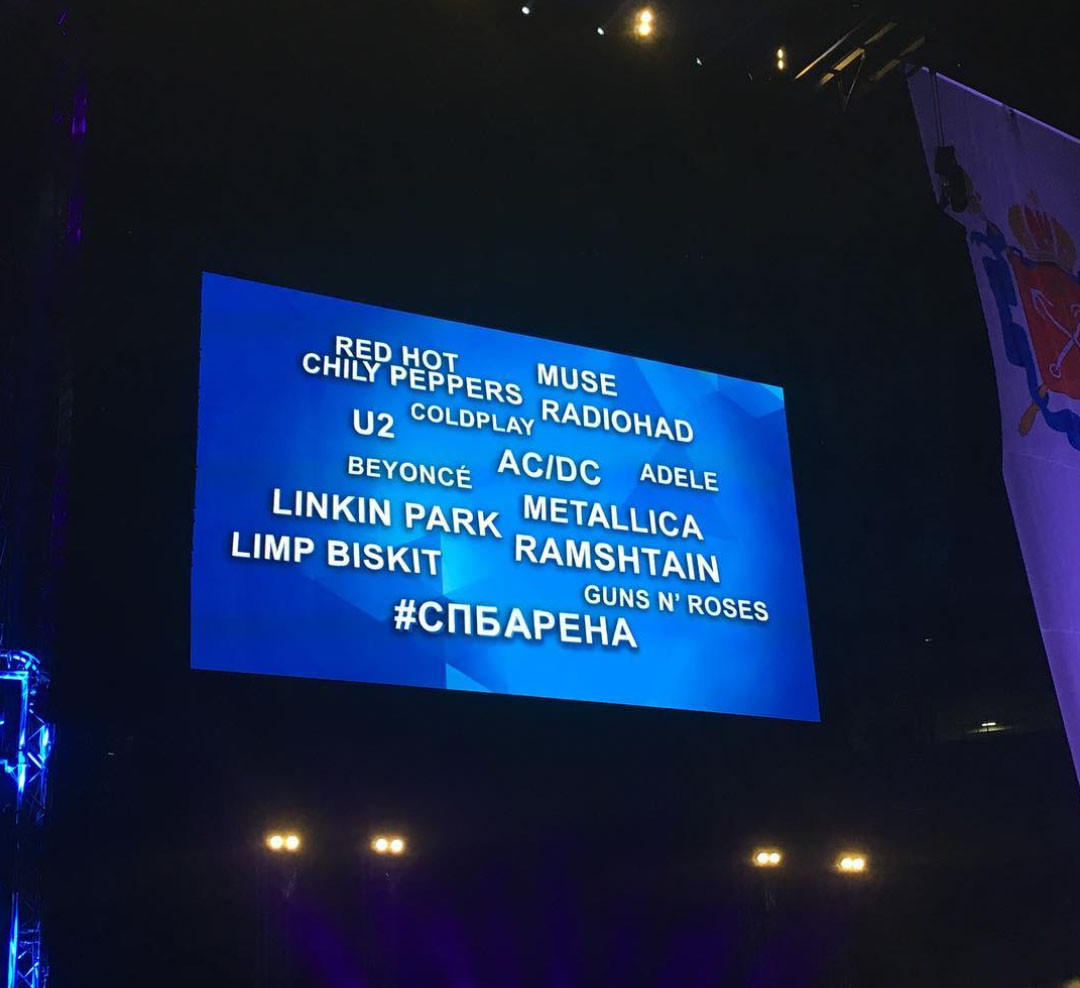 RED HOT
CHILY PEPPERS
MUSE
U2
COLDPLAY
RADIOHAD
BEYONCÉ
AC/DC
ADELE
LINKIN PARK
METALLICA
LIMP BISKIT
RAMSHTAIN
GUNS N' ROSES
#СПБАРЕНА